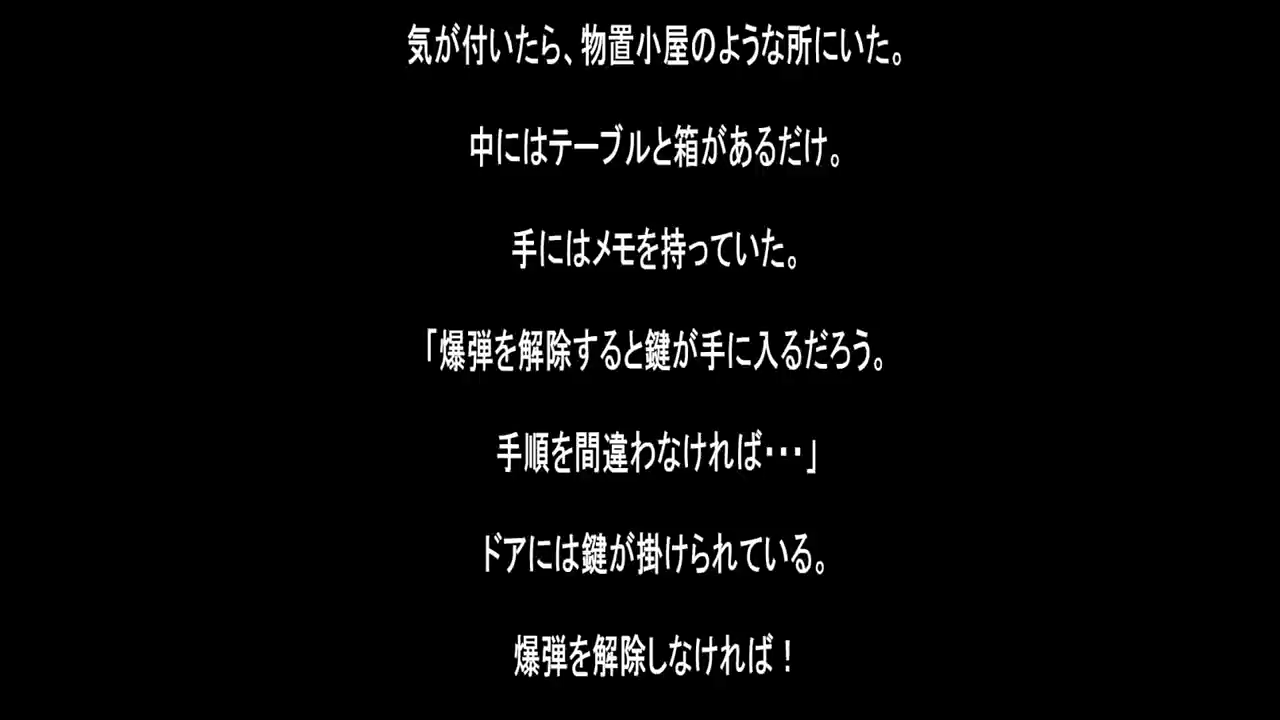 気が付いたら、物置小屋のような所にいた。
中にはテーブルと箱があるだけ。
手にはメモを持っていた。
「爆弾を解除すると鍵が手に入るだろう。
手順を間違わなければ・・・」
ドアには鍵が掛けられている。
爆弾を解除しなければ！